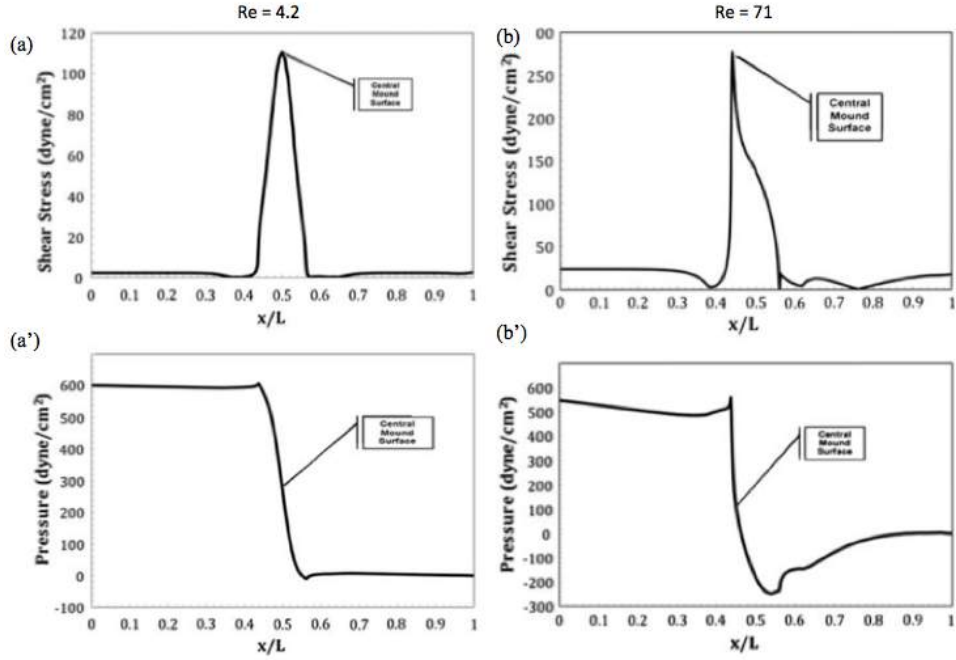 Re = 4.2
Re = 71
(a)
120
100
80
60
40
20
0
Shear Stress (dyne/cm²)
Central
Mound
Surface
0 0.1 0.2 0.3 0.4 0.5 0.6 0.7 0.8 0.9 1
x/L
(b)
00
250
200
150
100
50
0
Shear Stress (dyne/cm²)
Central
Mound
Surface
0 0.1 0.2 0.3 0.4 0.5 0.6 0.7 0.8 0.9 1
x/L
(a’)
600
500
400
300
200
100
0
-100
Pressure (dyne/cm²)
Central
Mound
Surface
0 0.1 0.2 0.3 0.4 0.5 0.6 0.7 0.8 0.9 1
x/L
(b’)
600
500
400
300
200
100
0
-100
-200
-300
Pressure (dyne/cm²)
Central
Mound
Surface
0 0.1 0.2 0.3 0.4 0.5 0.6 0.7 0.8 0.9 1
x/L